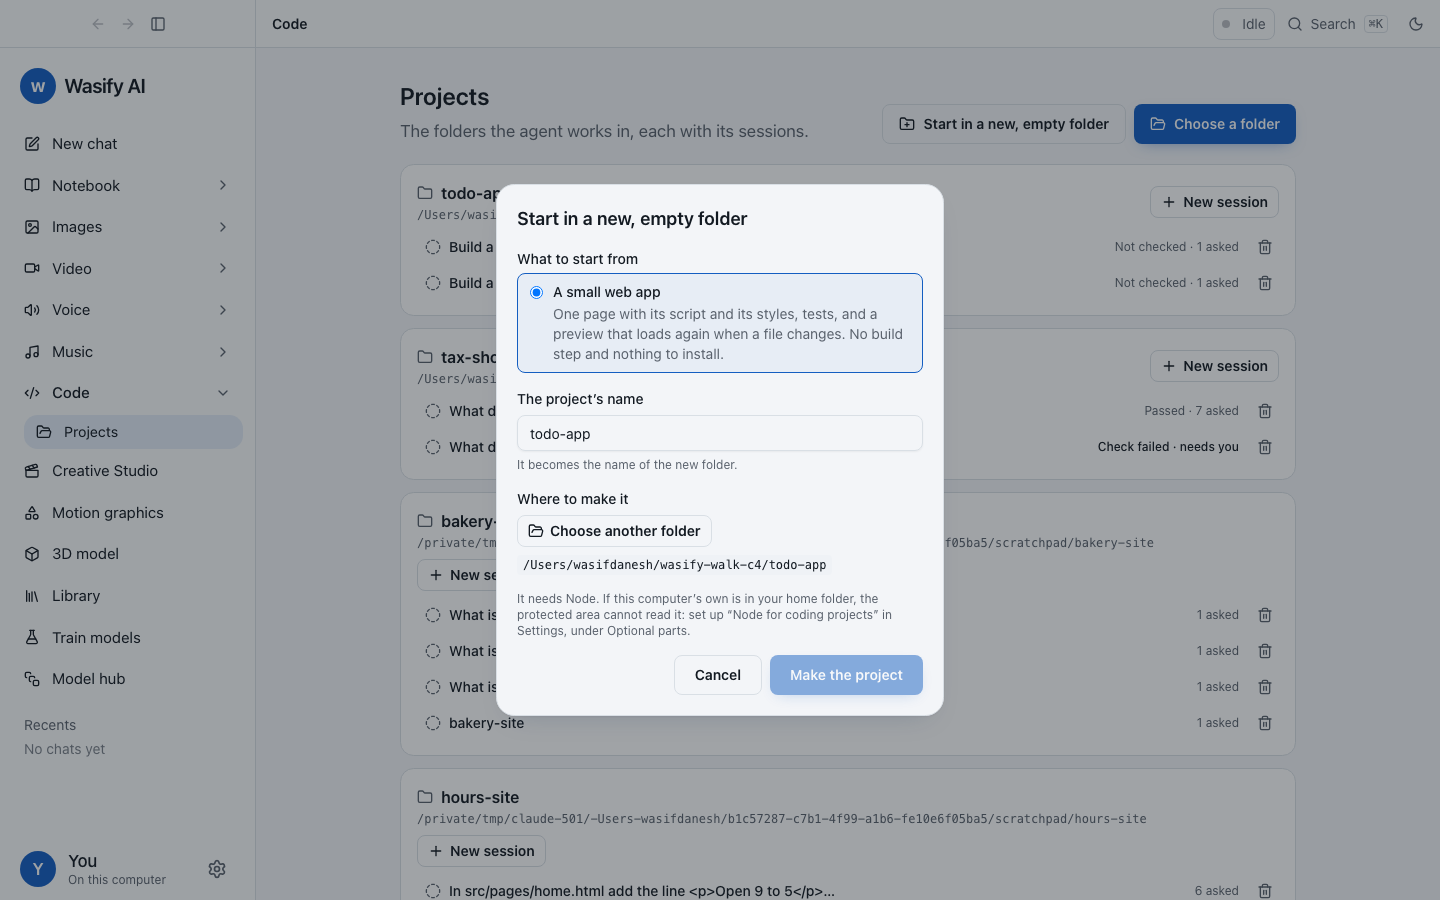 Code
Idle
Search
⌘K
W
Wasify AI
New chat
Notebook
Images
Video
Voice
Music
Code
Projects
Creative Studio
Motion graphics
3D model
Library
Train models
Model hub
Recents
No chats yet
Y
You
On this computer
Projects
The folders the agent works in, each with its sessions.
Start in a new, empty folder
Choose a folder
todo-ap
/Users/wasi
New session
Build a
Not checked · 1 asked
Build a
Not checked · 1 asked
tax-sho
/Users/wasi
New session
What d
Passed · 7 asked
What d
Check failed · needs you
bakery-
/private/tm
f05ba5/scratchpad/bakery-site
New se
What is
1 asked
What is
1 asked
What is
1 asked
bakery-site
1 asked
hours-site
/private/tmp/claude-501/-Users-wasifdanesh/b1c57287-c7b1-4f99-a1b6-fe10e6f05ba5/scratchpad/hours-site
New session
In src/pages/home.html add the line <p>Open 9 to 5</p>...
6 asked
Start in a new, empty folder
What to start from
A small web app
One page with its script and its styles, tests, and a
preview that loads again when a file changes. No build
step and nothing to install.
The project’s name
todo-app
It becomes the name of the new folder.
Where to make it
Choose another folder
/Users/wasifdanesh/wasify-walk-c4/todo-app
It needs Node. If this computer’s own is in your home folder, the
protected area cannot read it: set up “Node for coding projects” in
Settings, under Optional parts.
Cancel
Make the project